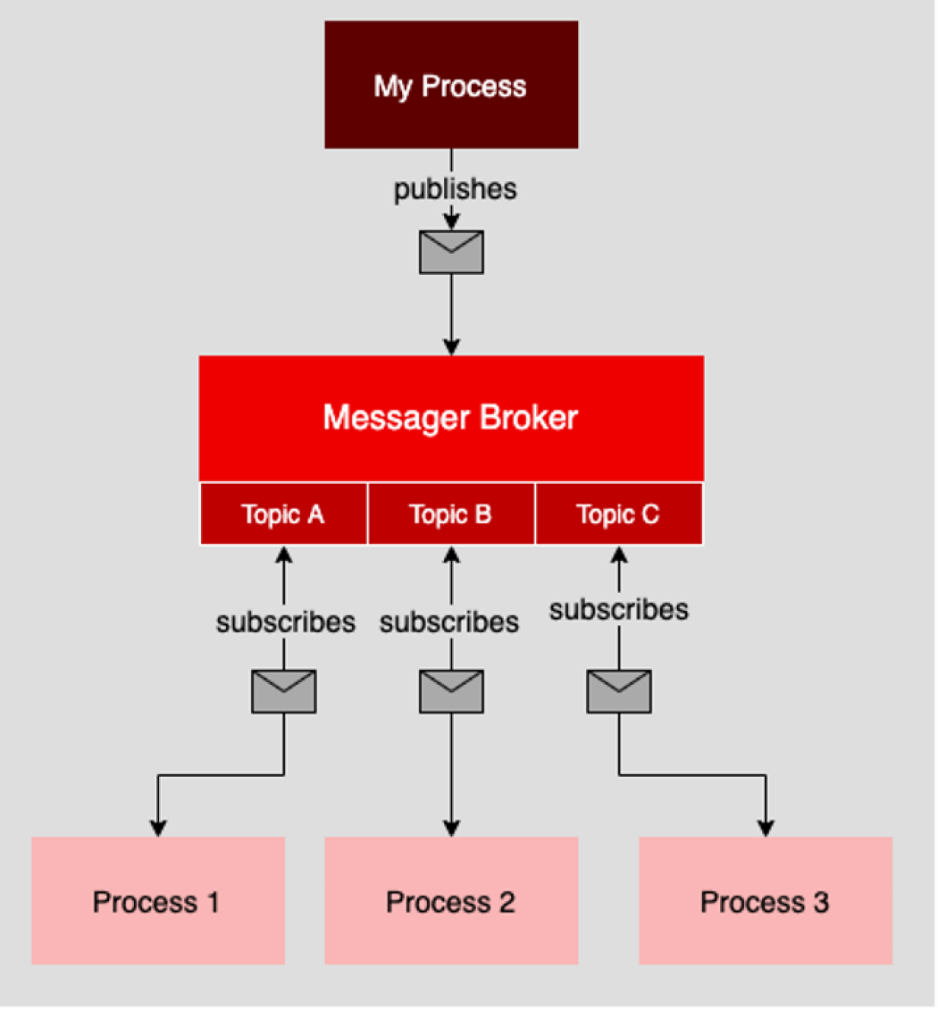 My Process
publishes
Messager Broker
Topic A
Topic B
Topic C
subscribes
subscribes
subscribes
Process 1
Process 2
Process 3